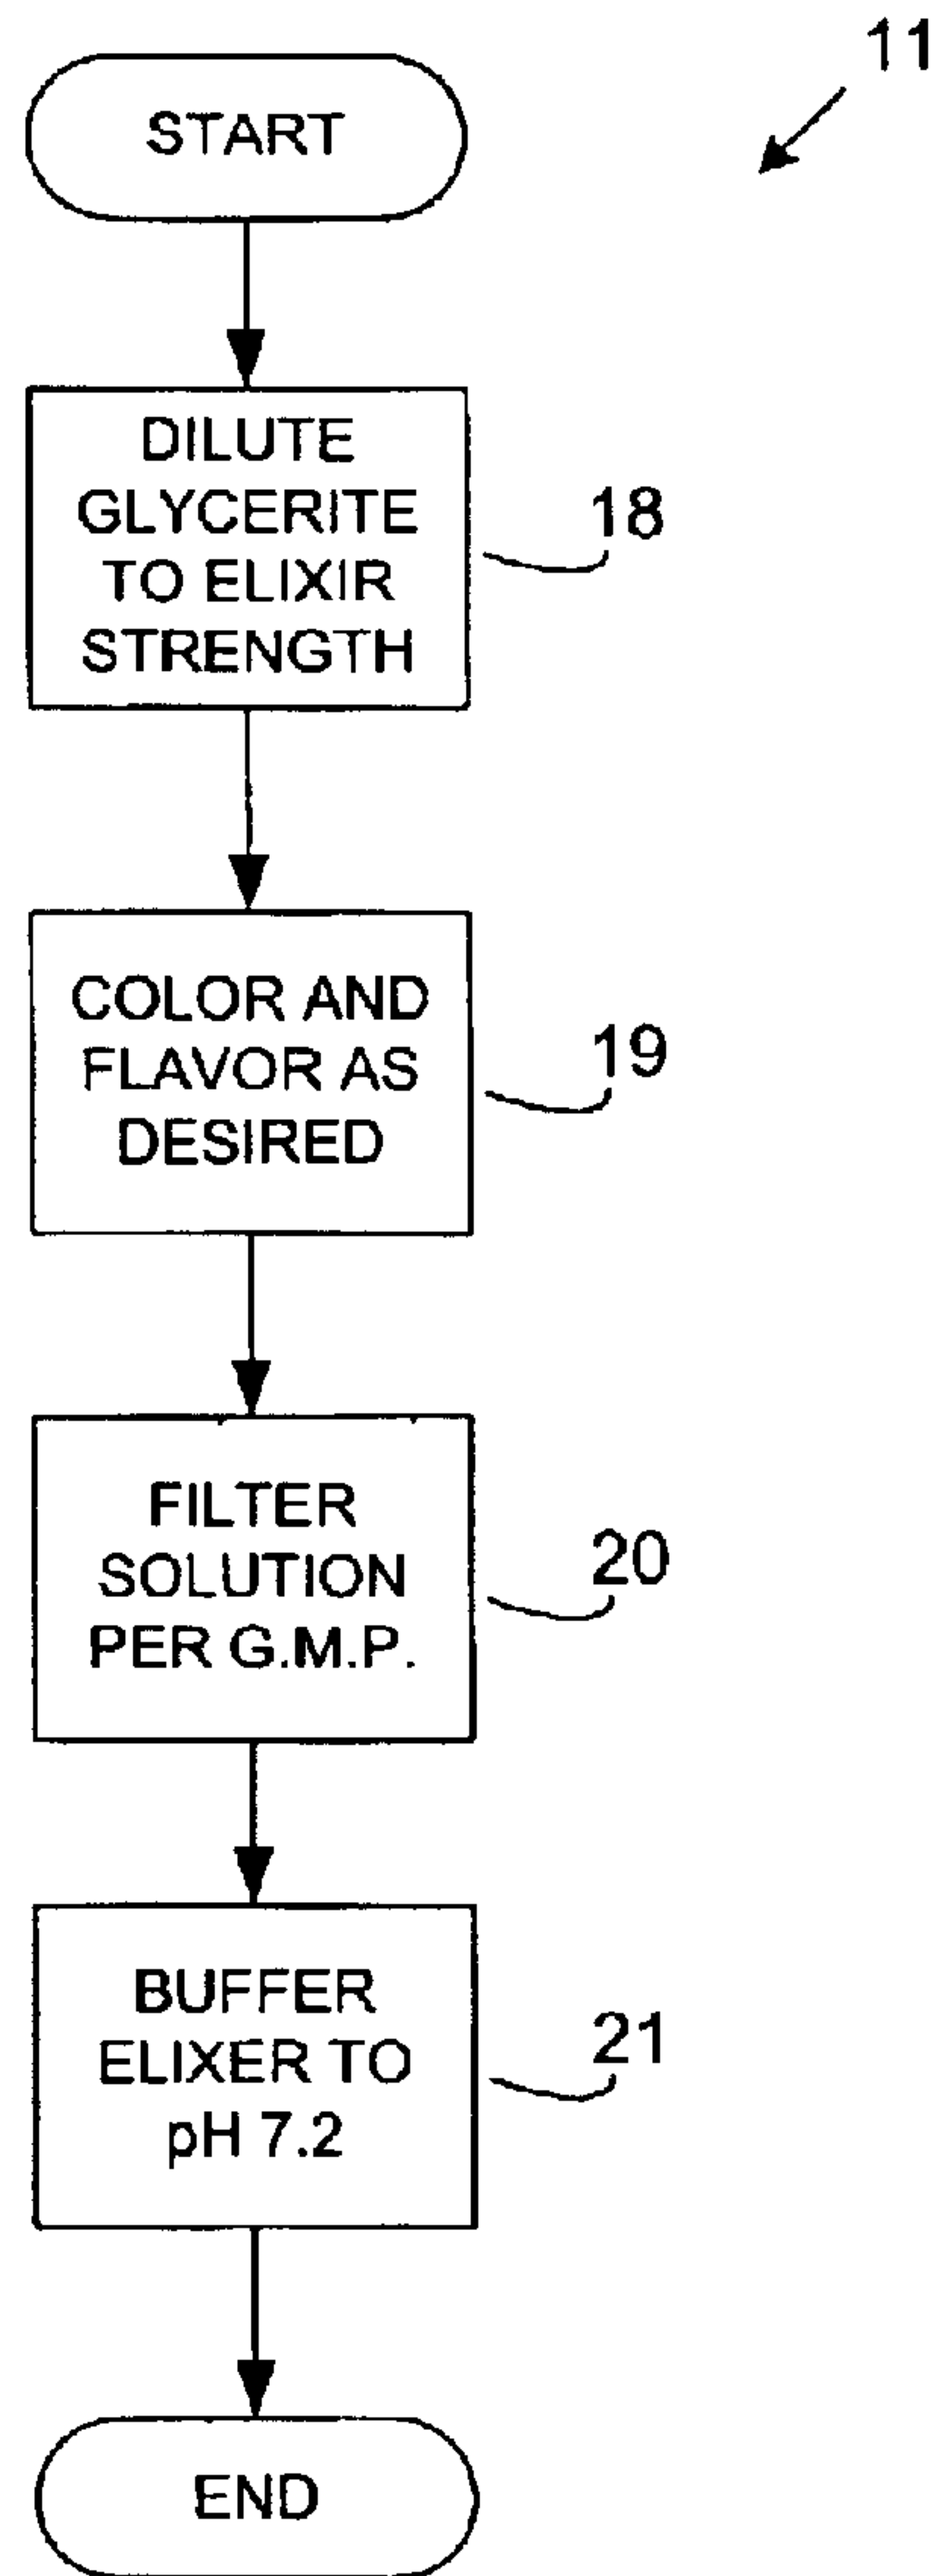 11
START
DILUTE
GLYCERITE
TO ELIXIR
STRENGTH
18
COLOR AND
FLAVOR AS
DESIRED
19
FILTER
SOLUTION
PER G.M.P.
20
BUFFER
ELIXER TO
pH 7.2
21
END